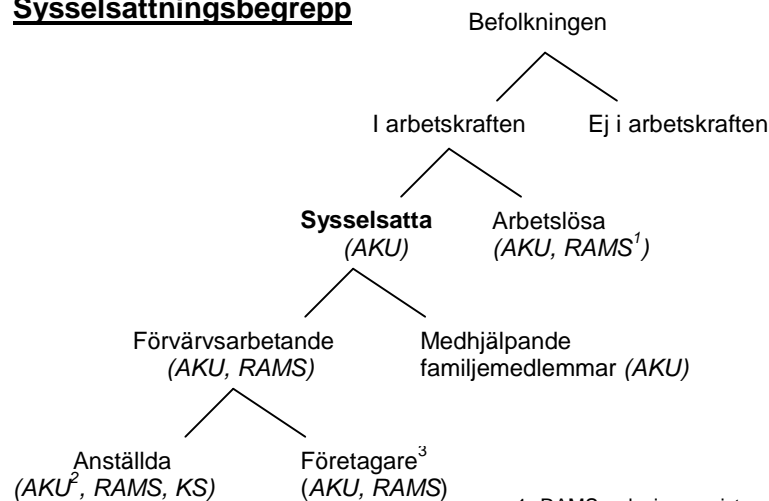 Sysselsättningsbegrepp
Befolkningen
I arbetskraften Ej i arbetskraften
Sysselsatta Arbetslösa
(AKU) (AKU, RAMS¹)
Förvärvsarbetande Medhjälpande
(AKU, RAMS) familjemedlemmar (AKU)
Anställda Företagare³
(AKU², RAMS, KS) (AKU, RAMS)